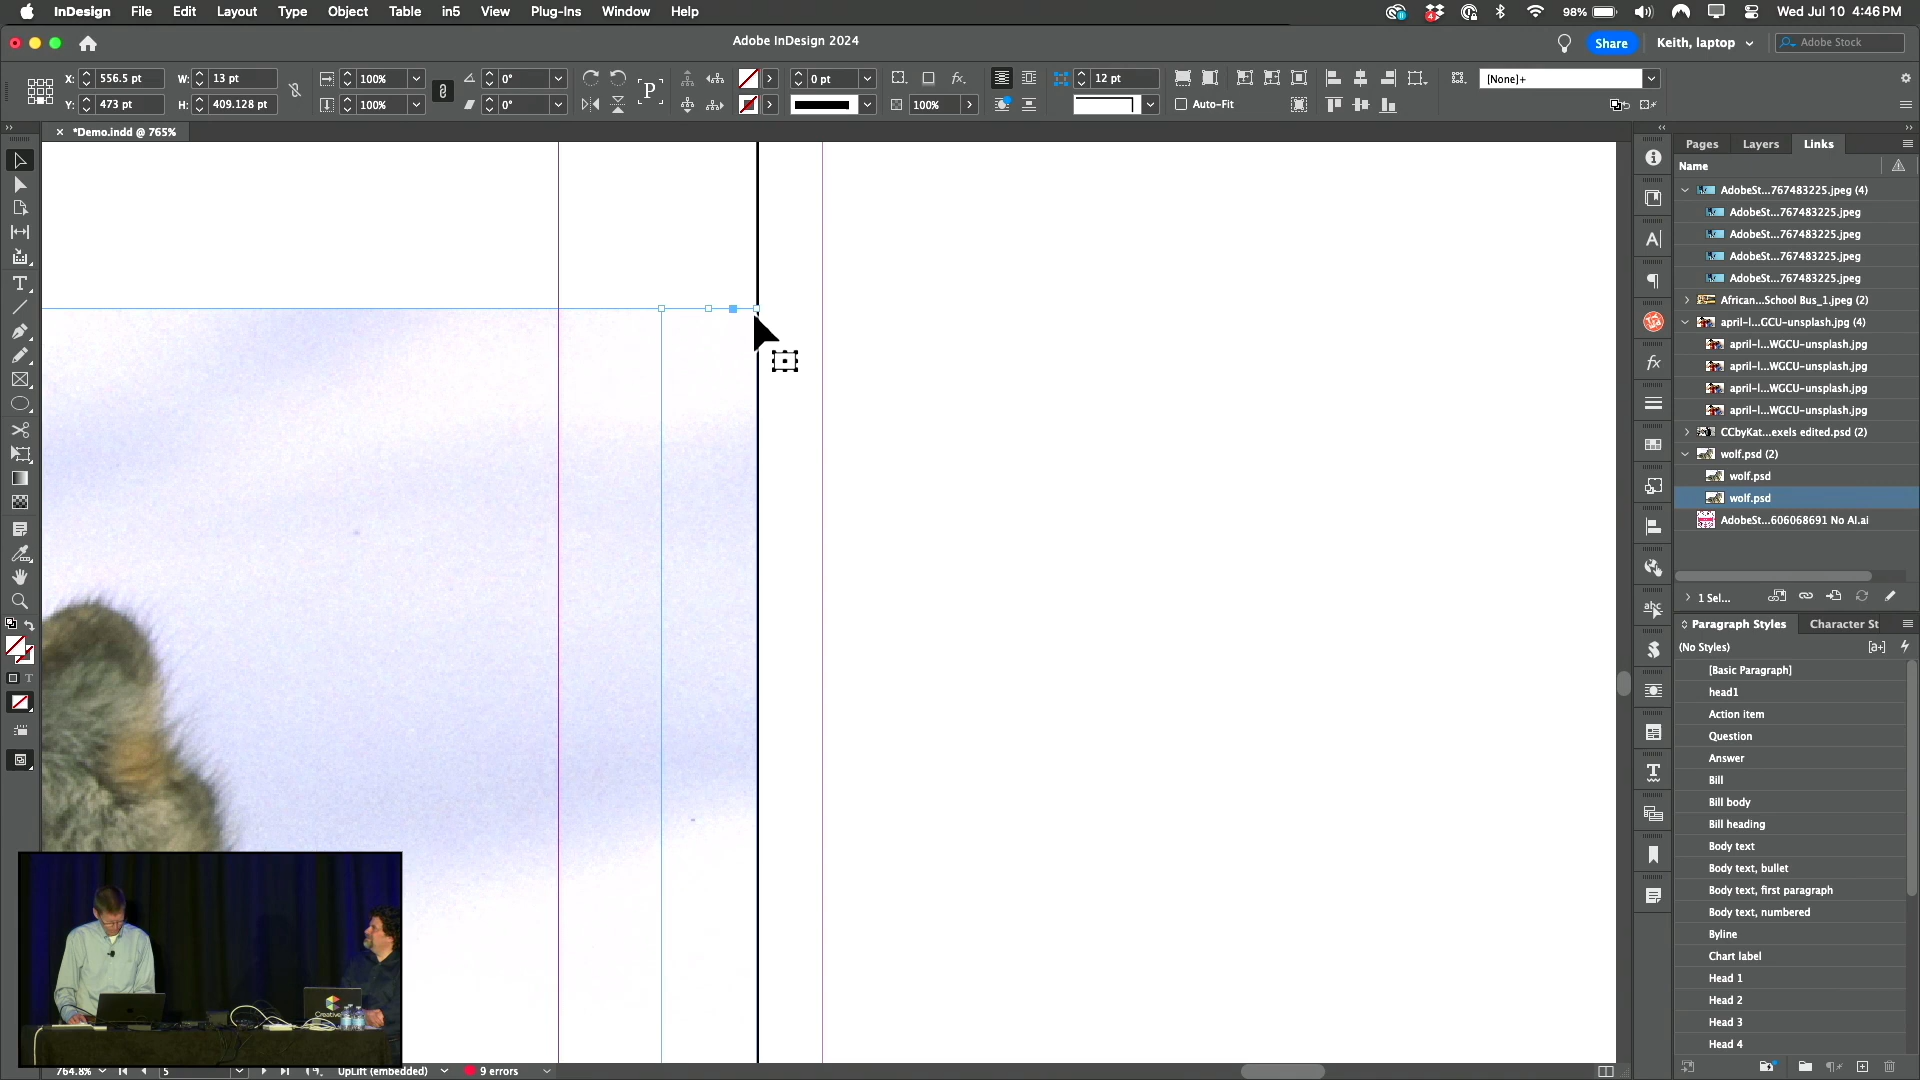 InDesign File Edit Layout Type Object Table in5 View Plug-Ins Window Help
4 98% Wed Jul 10 4:46 PM
Adobe InDesign 2024
Share Keith, laptop Adobe Stock
X: 556.5 pt W: 13 pt 100% 0° P 0 pt fx. 12 pt [None]+
Y: 473 pt H: 409.128 pt 100% 0° 100% Auto-Fit
*Demo.indd @ 765%
Pages Layers Links
Name
AdobeSt...767483225.jpeg (4)
AdobeSt...767483225.jpeg
AdobeSt...767483225.jpeg
AdobeSt...767483225.jpeg
AdobeSt...767483225.jpeg
African...School Bus_1.jpeg (2)
april-l...GCU-unsplash.jpg (4)
april-l...WGCU-unsplash.jpg
april-l...WGCU-unsplash.jpg
april-l...WGCU-unsplash.jpg
april-l...WGCU-unsplash.jpg
CCbyKat...exels edited.psd (2)
wolf.psd (2)
wolf.psd
wolf.psd
AdobeSt...606068691 No AI.ai
1 Sel...
Paragraph Styles Character St
(No Styles) [a+]
[Basic Paragraph]
head1
Action item
Question
Answer
Bill
Bill body
Bill heading
Body text
Body text, bullet
Body text, first paragraph
Body text, numbered
Byline
Chart label
Head 1
Head 2
Head 3
Head 4
Creative
764.8% 5 UpLift (embedded) 9 errors